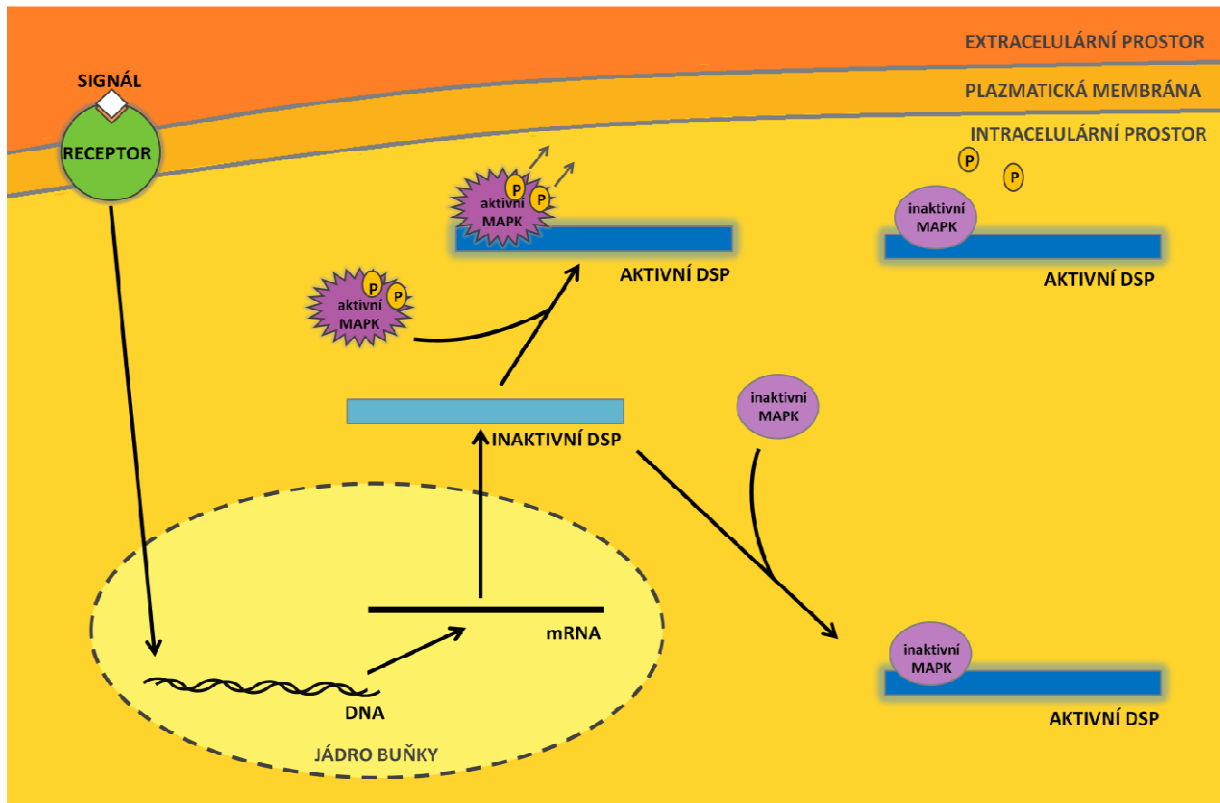 EXTRACELULÁRNÍ PROSTOR
SIGNÁL
PLAZMATICKÁ MEMBRÁNA
INTRACELULÁRNÍ PROSTOR
RECEPTOR
P
P
aktivní
MAPK
AKTIVNÍ DSP
P
P
inaktivní
MAPK
AKTIVNÍ DSP
P
P
aktivní
MAPK
inaktivní
MAPK
INAKTIVNÍ DSP
mRNA
DNA
JÁDRO BUŇKY
inaktivní
MAPK
AKTIVNÍ DSP